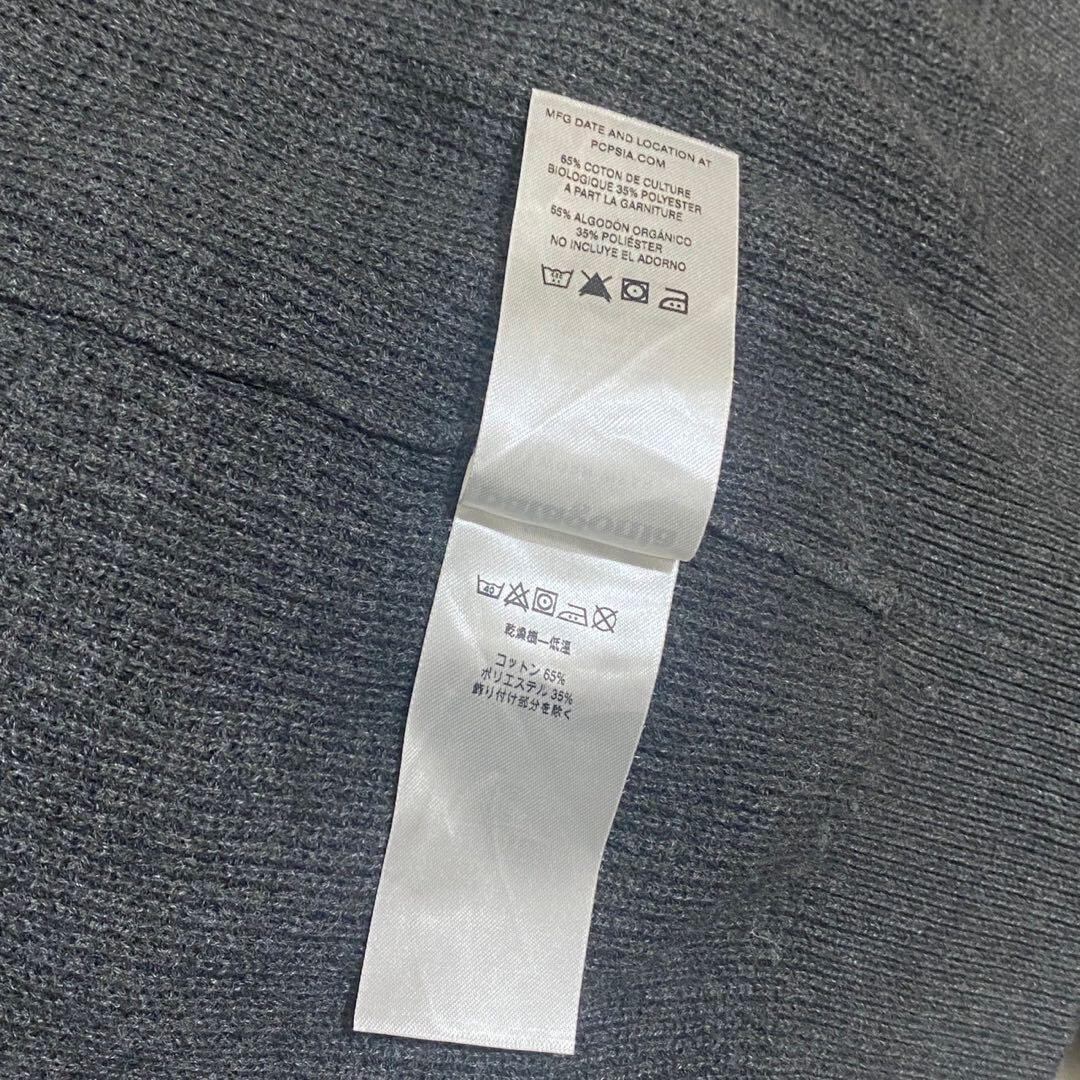 MFG DATE AND LOCATION AT
PCPSIA.COM
65% COTON DE CULTURE
BIOLOGIQUE 35% POLYESTER
A PART LA GARNITURE
65% ALGODÓN ORGÁNICO
35% POLIÉSTER
NO INCLUYE EL ADORNO
40
乾燥機―低温
コットン 65%
ポリエステル 35%
飾り付け部分を除く